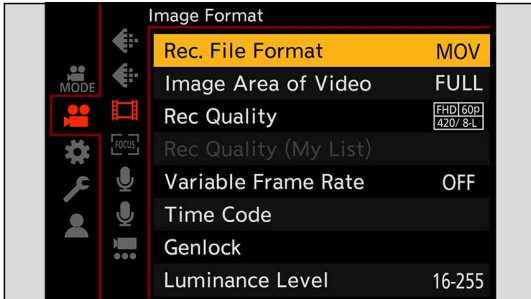 Image Format
Rec. File Format MOV
Image Area of Video FULL
MODE
Rec Quality FHD 60p 420/ 8-L
FOCUS
Rec Quality (My List)
Variable Frame Rate OFF
Time Code
Genlock
Luminance Level 16-255